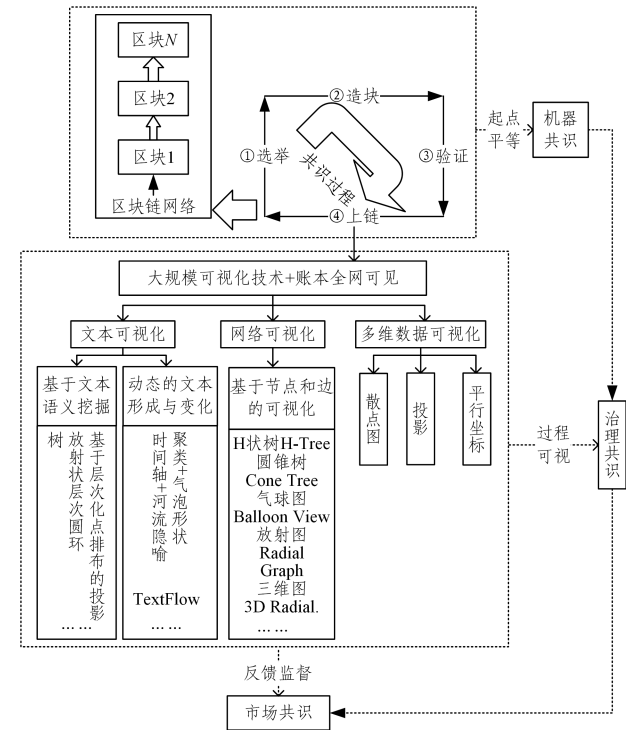 区块N
区块2
区块1
区块链网络
②造块
①选举
共识过程
③验证
④上链
起点
平等
机器
共识
大规模可视化技术+账本全网可见
文本可视化
网络可视化
多维数据可视化
基于文本
语义挖掘
动态的文本
形成与变化
基于节点和边
的可视化
散点图
投影
平行坐标
树
放射状层次圆环
基于层次化点排布的投影
……
时间轴+河流隐喻
聚类+气泡形状
TextFlow
……
H状树H-Tree
圆锥树
Cone Tree
气球图
Balloon View
放射图
Radial
Graph
三维图
3D Radial.
……
过程
可视
治理共识
反馈监督
市场共识